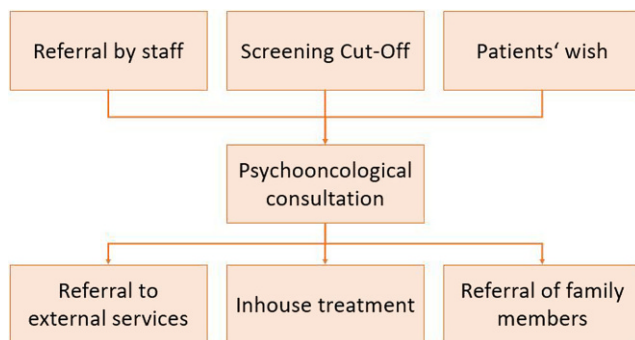 Referral by staff
Screening Cut-Off
Patients‘ wish
Psychooncological
consultation
Referral to
external services
Inhouse treatment
Referral of family
members